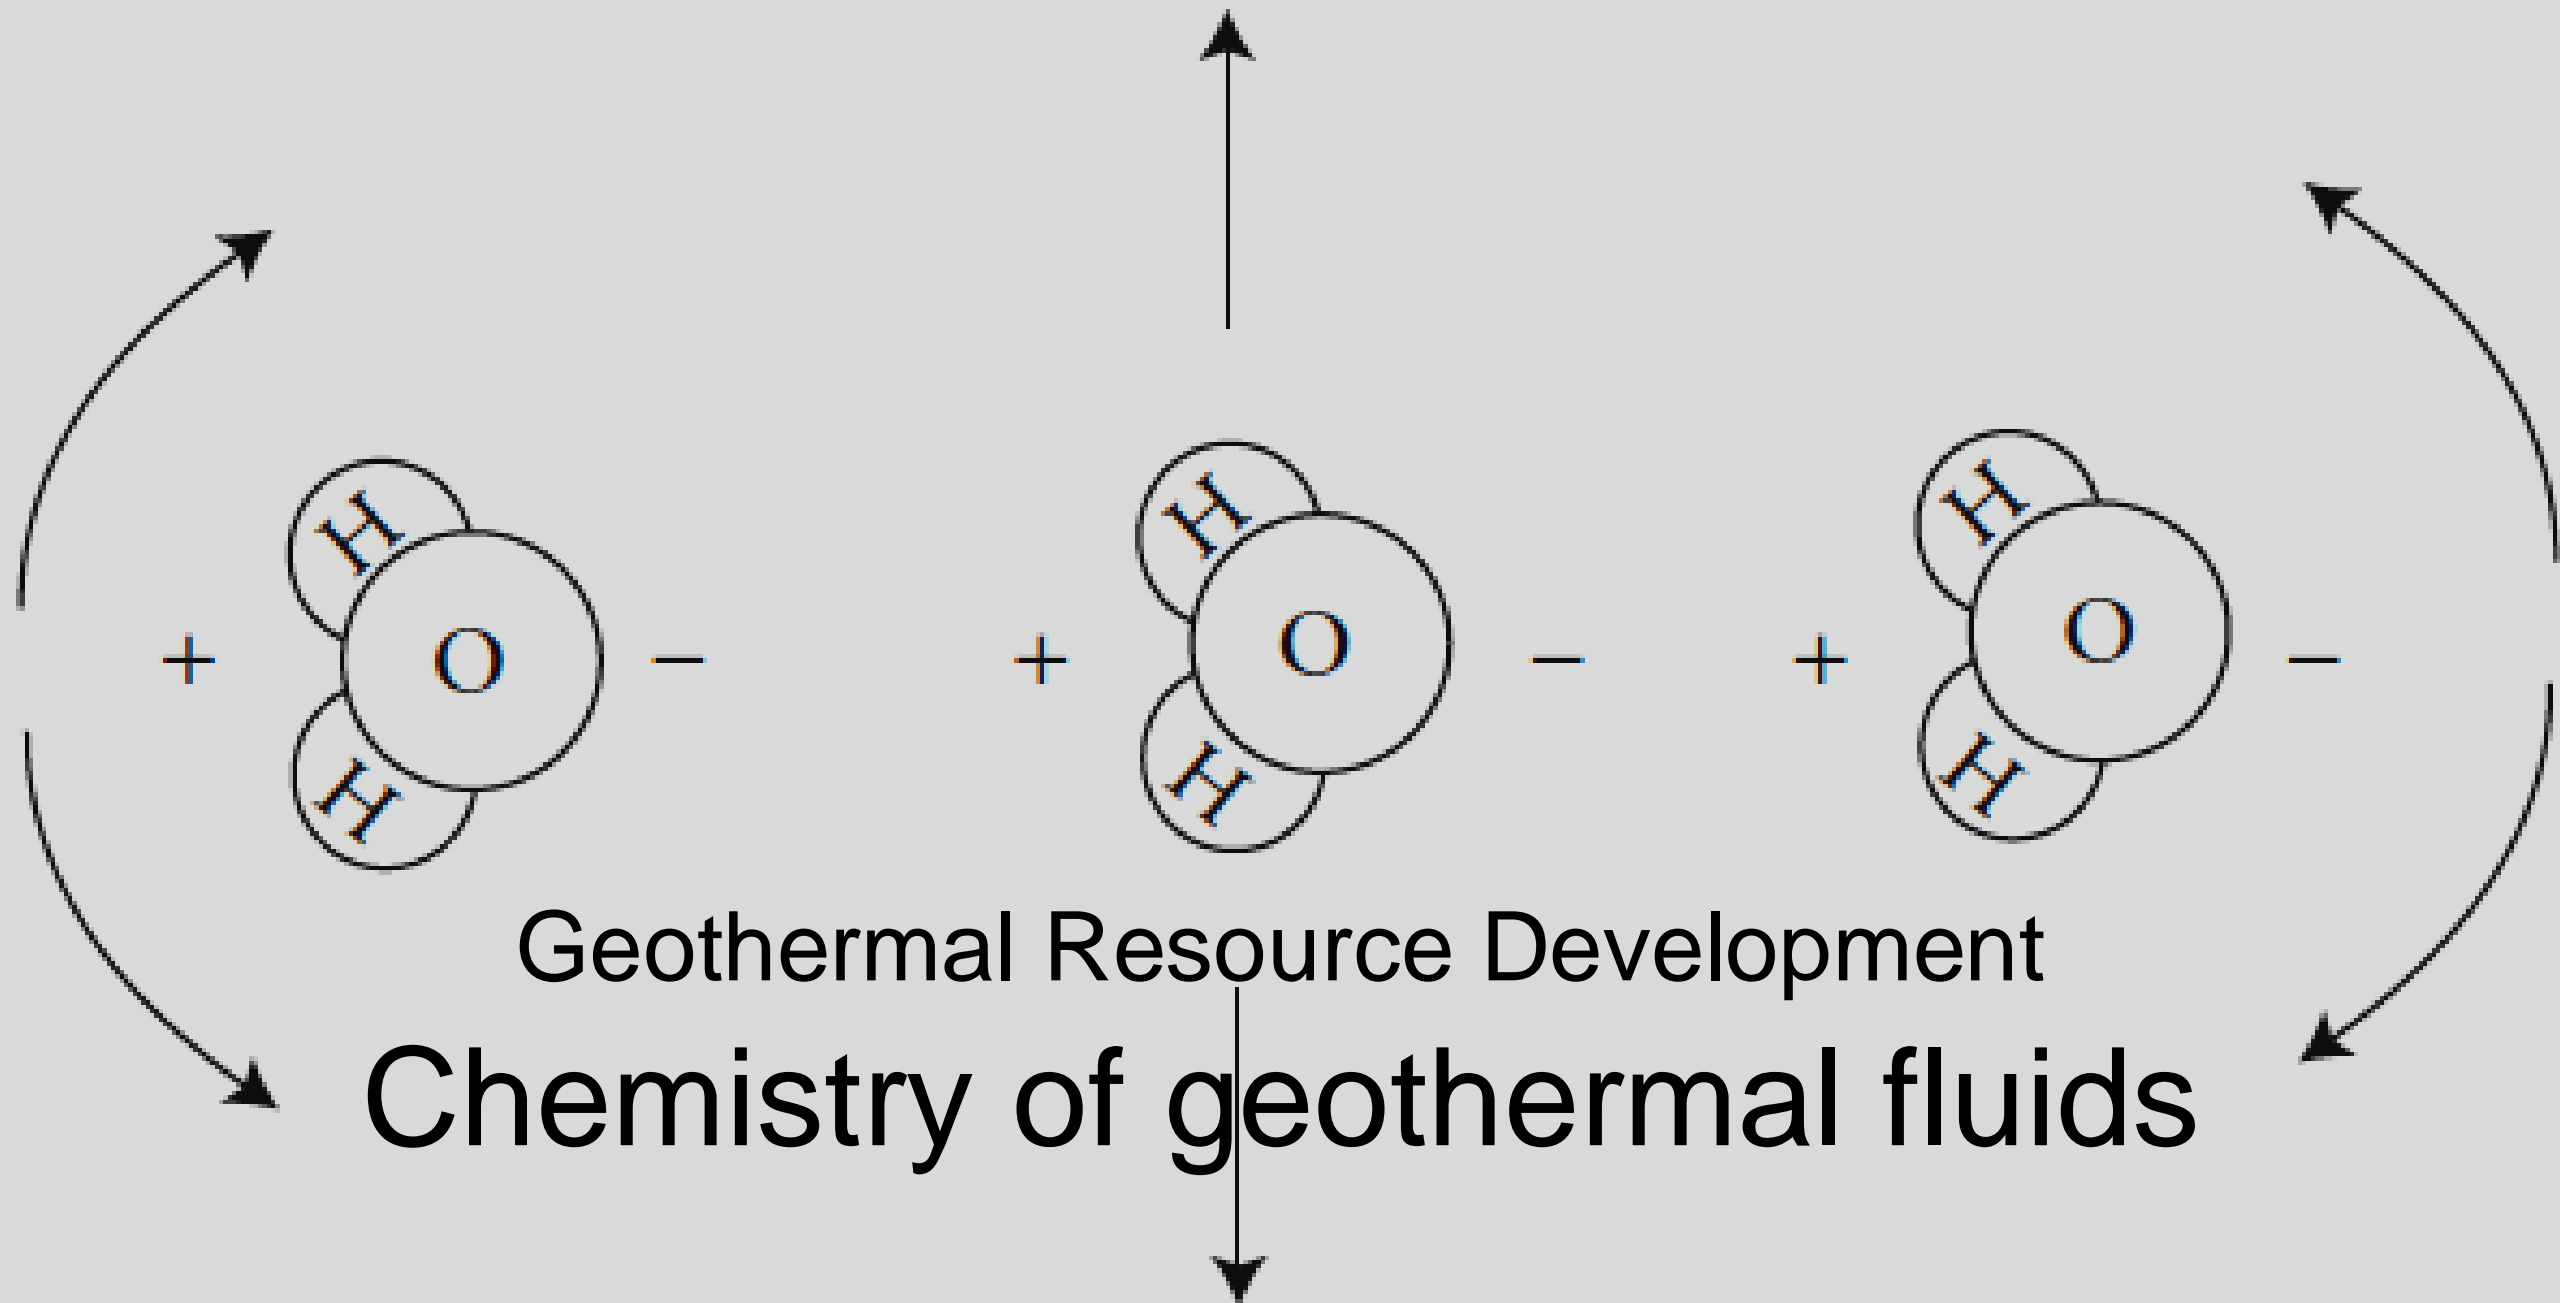 H H H
+ O − + O − + O −
H H H
Geothermal Resource Development
Chemistry of geothermal fluids